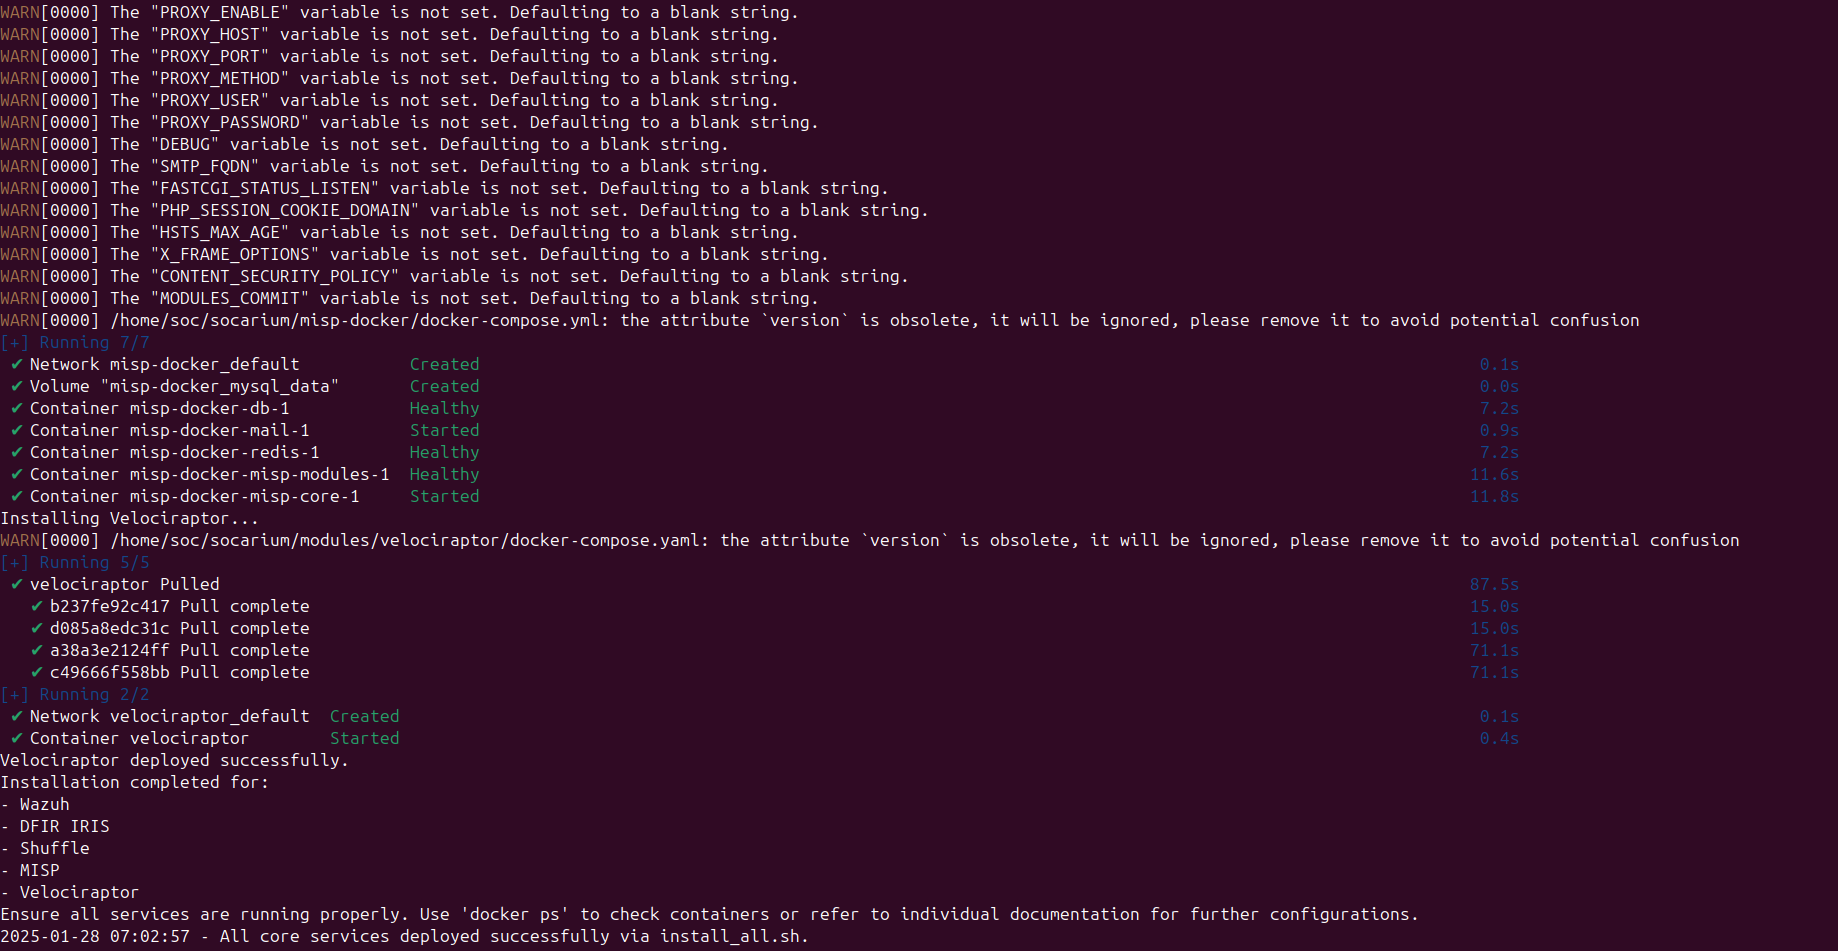 WARN[0000] The "PROXY_ENABLE" variable is not set. Defaulting to a blank string.
WARN[0000] The "PROXY_HOST" variable is not set. Defaulting to a blank string.
WARN[0000] The "PROXY_PORT" variable is not set. Defaulting to a blank string.
WARN[0000] The "PROXY_METHOD" variable is not set. Defaulting to a blank string.
WARN[0000] The "PROXY_USER" variable is not set. Defaulting to a blank string.
WARN[0000] The "PROXY_PASSWORD" variable is not set. Defaulting to a blank string.
WARN[0000] The "DEBUG" variable is not set. Defaulting to a blank string.
WARN[0000] The "SMTP_FQDN" variable is not set. Defaulting to a blank string.
WARN[0000] The "FASTCGI_STATUS_LISTEN" variable is not set. Defaulting to a blank string.
WARN[0000] The "PHP_SESSION_COOKIE_DOMAIN" variable is not set. Defaulting to a blank string.
WARN[0000] The "HSTS_MAX_AGE" variable is not set. Defaulting to a blank string.
WARN[0000] The "X_FRAME_OPTIONS" variable is not set. Defaulting to a blank string.
WARN[0000] The "CONTENT_SECURITY_POLICY" variable is not set. Defaulting to a blank string.
WARN[0000] The "MODULES_COMMIT" variable is not set. Defaulting to a blank string.
WARN[0000] /home/soc/socarium/misp-docker/docker-compose.yml: the attribute `version` is obsolete, it will be ignored, please remove it to avoid potential confusion
[+] Running 7/7
✔ Network misp-docker_default Created 0.1s
✔ Volume "misp-docker_mysql_data" Created 0.0s
✔ Container misp-docker-db-1 Healthy 7.2s
✔ Container misp-docker-mail-1 Started 0.9s
✔ Container misp-docker-redis-1 Healthy 7.2s
✔ Container misp-docker-misp-modules-1 Healthy 11.6s
✔ Container misp-docker-misp-core-1 Started 11.8s
Installing Velociraptor...
WARN[0000] /home/soc/socarium/modules/velociraptor/docker-compose.yaml: the attribute `version` is obsolete, it will be ignored, please remove it to avoid potential confusion
[+] Running 5/5
✔ velociraptor Pulled 87.5s
✔ b237fe92c417 Pull complete 15.0s
✔ d085a8edc31c Pull complete 15.0s
✔ a38a3e2124ff Pull complete 71.1s
✔ c49666f558bb Pull complete 71.1s
[+] Running 2/2
✔ Network velociraptor_default Created 0.1s
✔ Container velociraptor Started 0.4s
Velociraptor deployed successfully.
Installation completed for:
- Wazuh
- DFIR IRIS
- Shuffle
- MISP
- Velociraptor
Ensure all services are running properly. Use 'docker ps' to check containers or refer to individual documentation for further configurations.
2025-01-28 07:02:57 - All core services deployed successfully via install_all.sh.